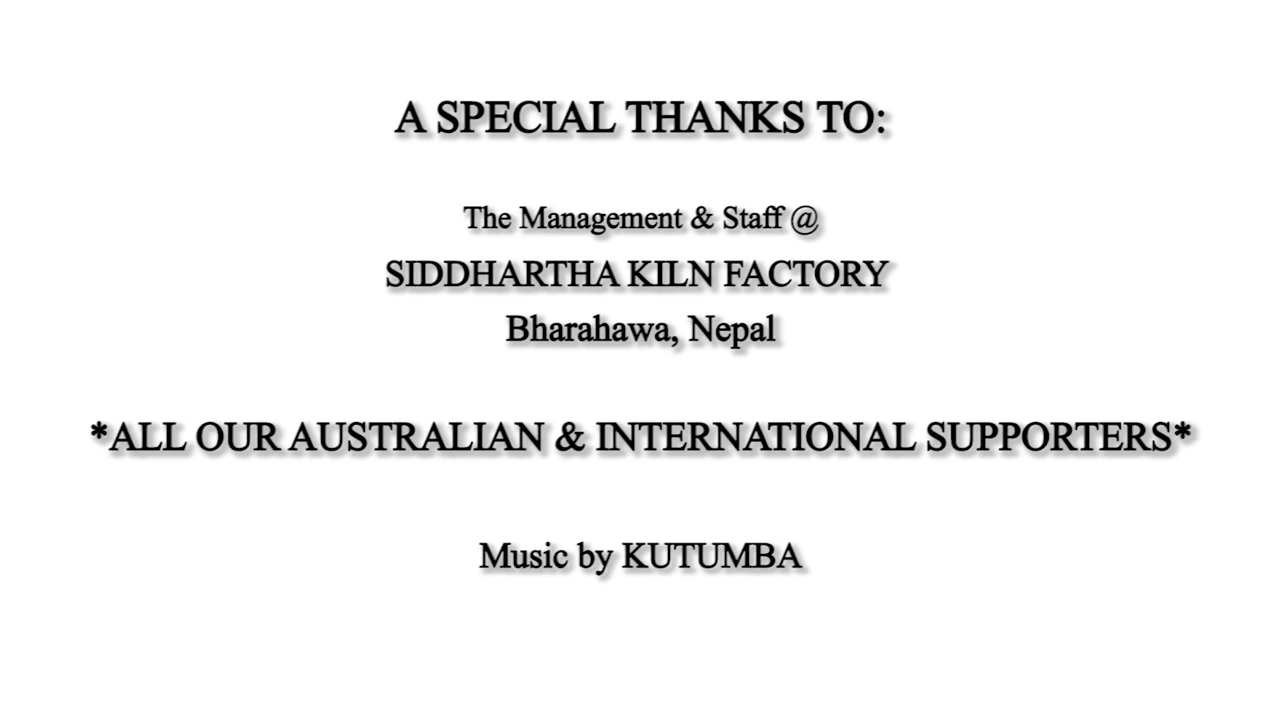 A SPECIAL THANKS TO:
The Management & Staff @
SIDDHARTHA KILN FACTORY
Bharahawa, Nepal
*ALL OUR AUSTRALIAN & INTERNATIONAL SUPPORTERS*
Music by KUTUMBA